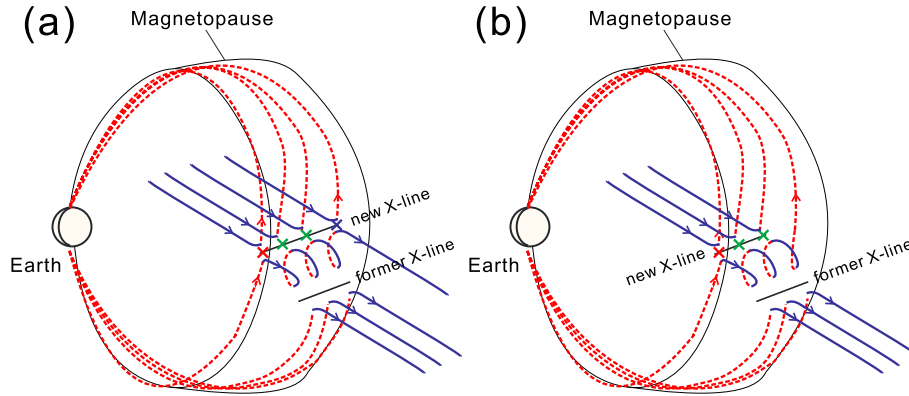 (a)
Magnetopause
new X-line
former X-line
Earth
(b)
Magnetopause
new X-line
former X-line
Earth